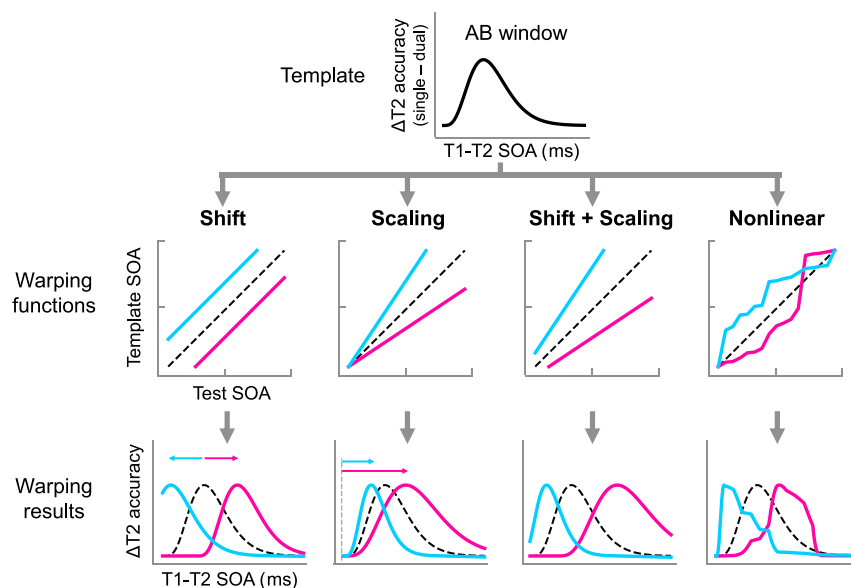 AB window
Template
ΔT2 accuracy
(single – dual)
T1-T2 SOA (ms)
Shift
Scaling
Shift + Scaling
Nonlinear
Warping
functions
Template SOA
Test SOA
Warping
results
ΔT2 accuracy
T1-T2 SOA (ms)